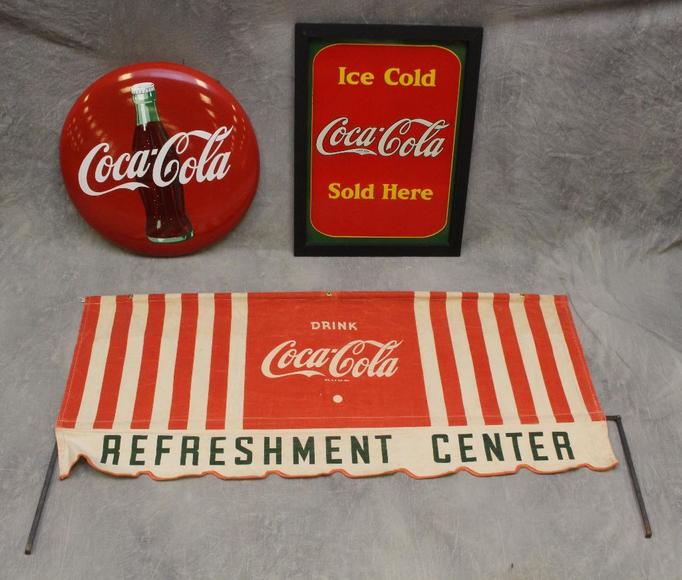 Coca-Cola
Ice Cold
Coca-Cola
Sold Here
DRINK
Coca-Cola
REFRESHMENT CENTER